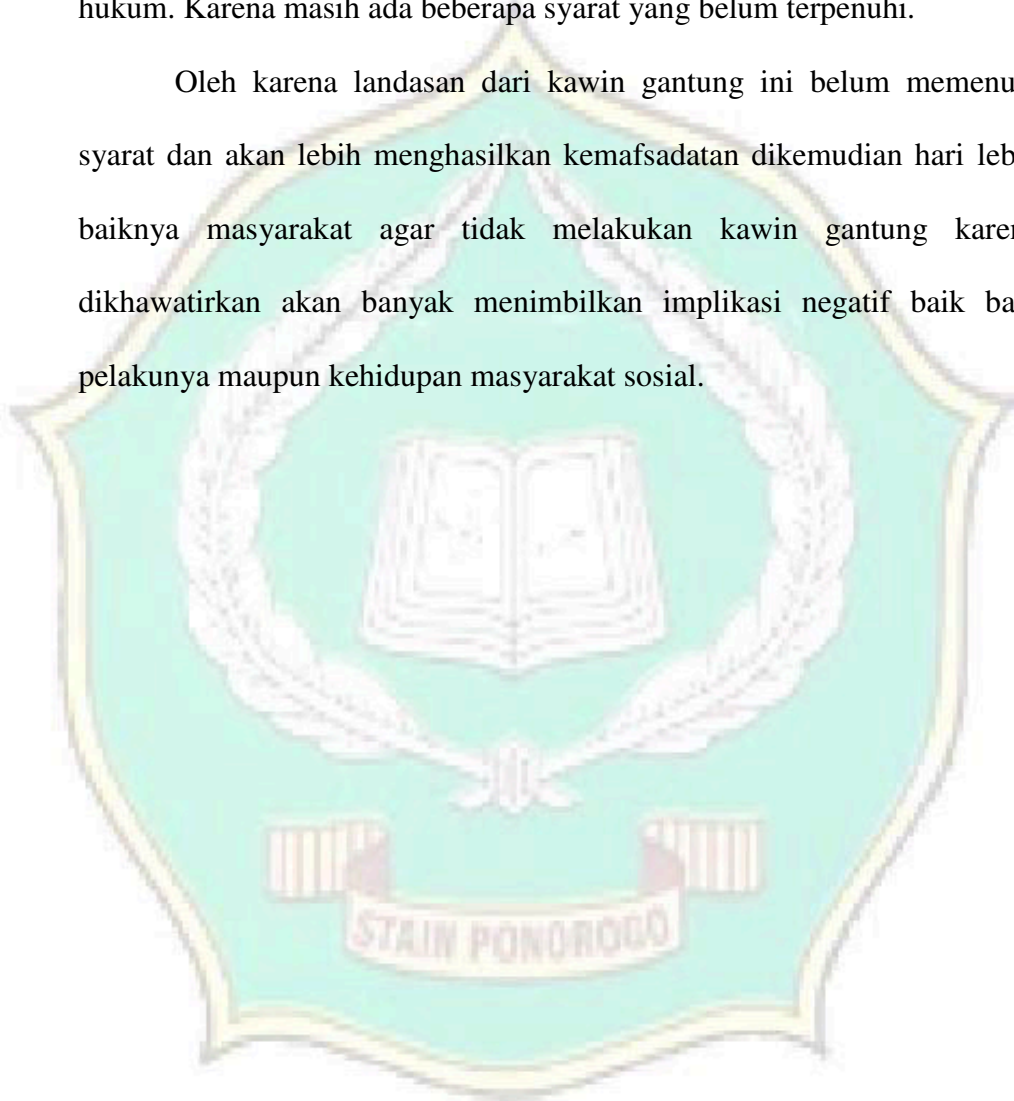 hukum. Karena masih ada beberapa syarat yang belum terpenuhi.
Oleh karena landasan dari kawin gantung ini belum memenu
syarat dan akan lebih menghasilkan kemafsadatan dikemudian hari leb
baiknya masyarakat agar tidak melakukan kawin gantung karen
dikhawatirkan akan banyak menimbilkan implikasi negatif baik ba
pelakunya maupun kehidupan masyarakat sosial.
STAIN PONOROGO